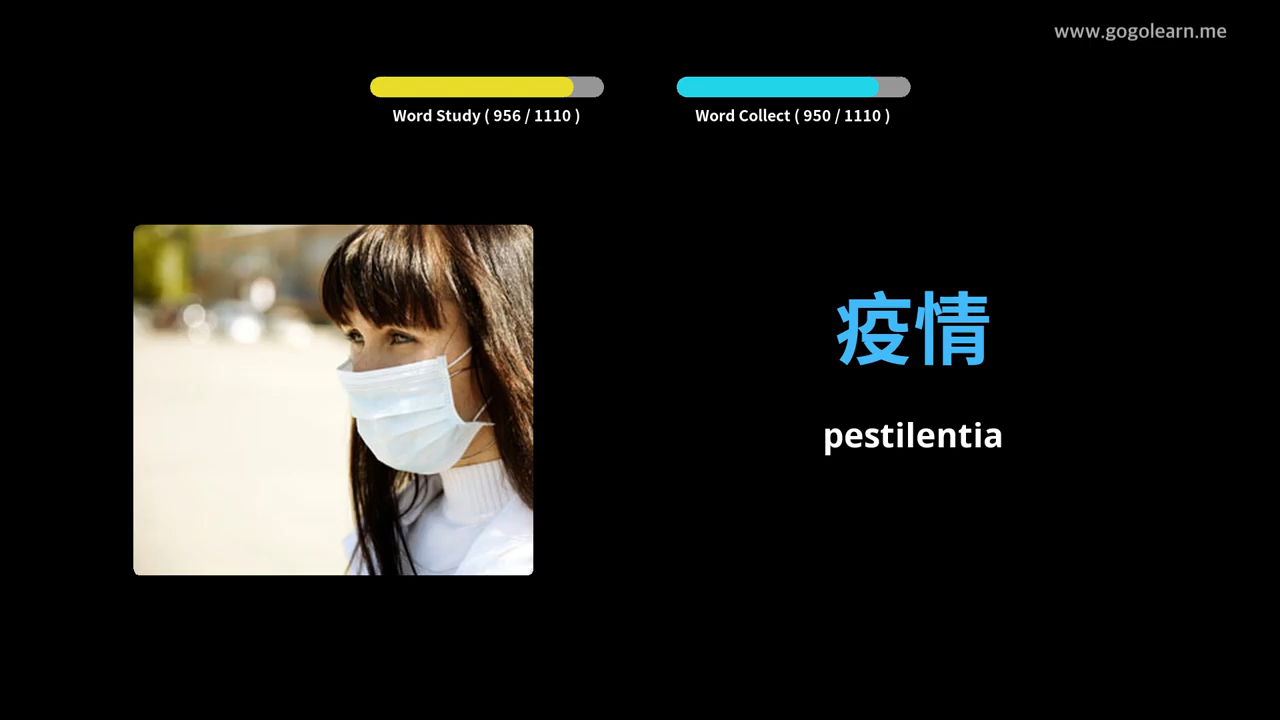 www.gogolearn.me
Word Study ( 956 / 1110 )
Word Collect ( 950 / 1110 )
疫情
pestilentia